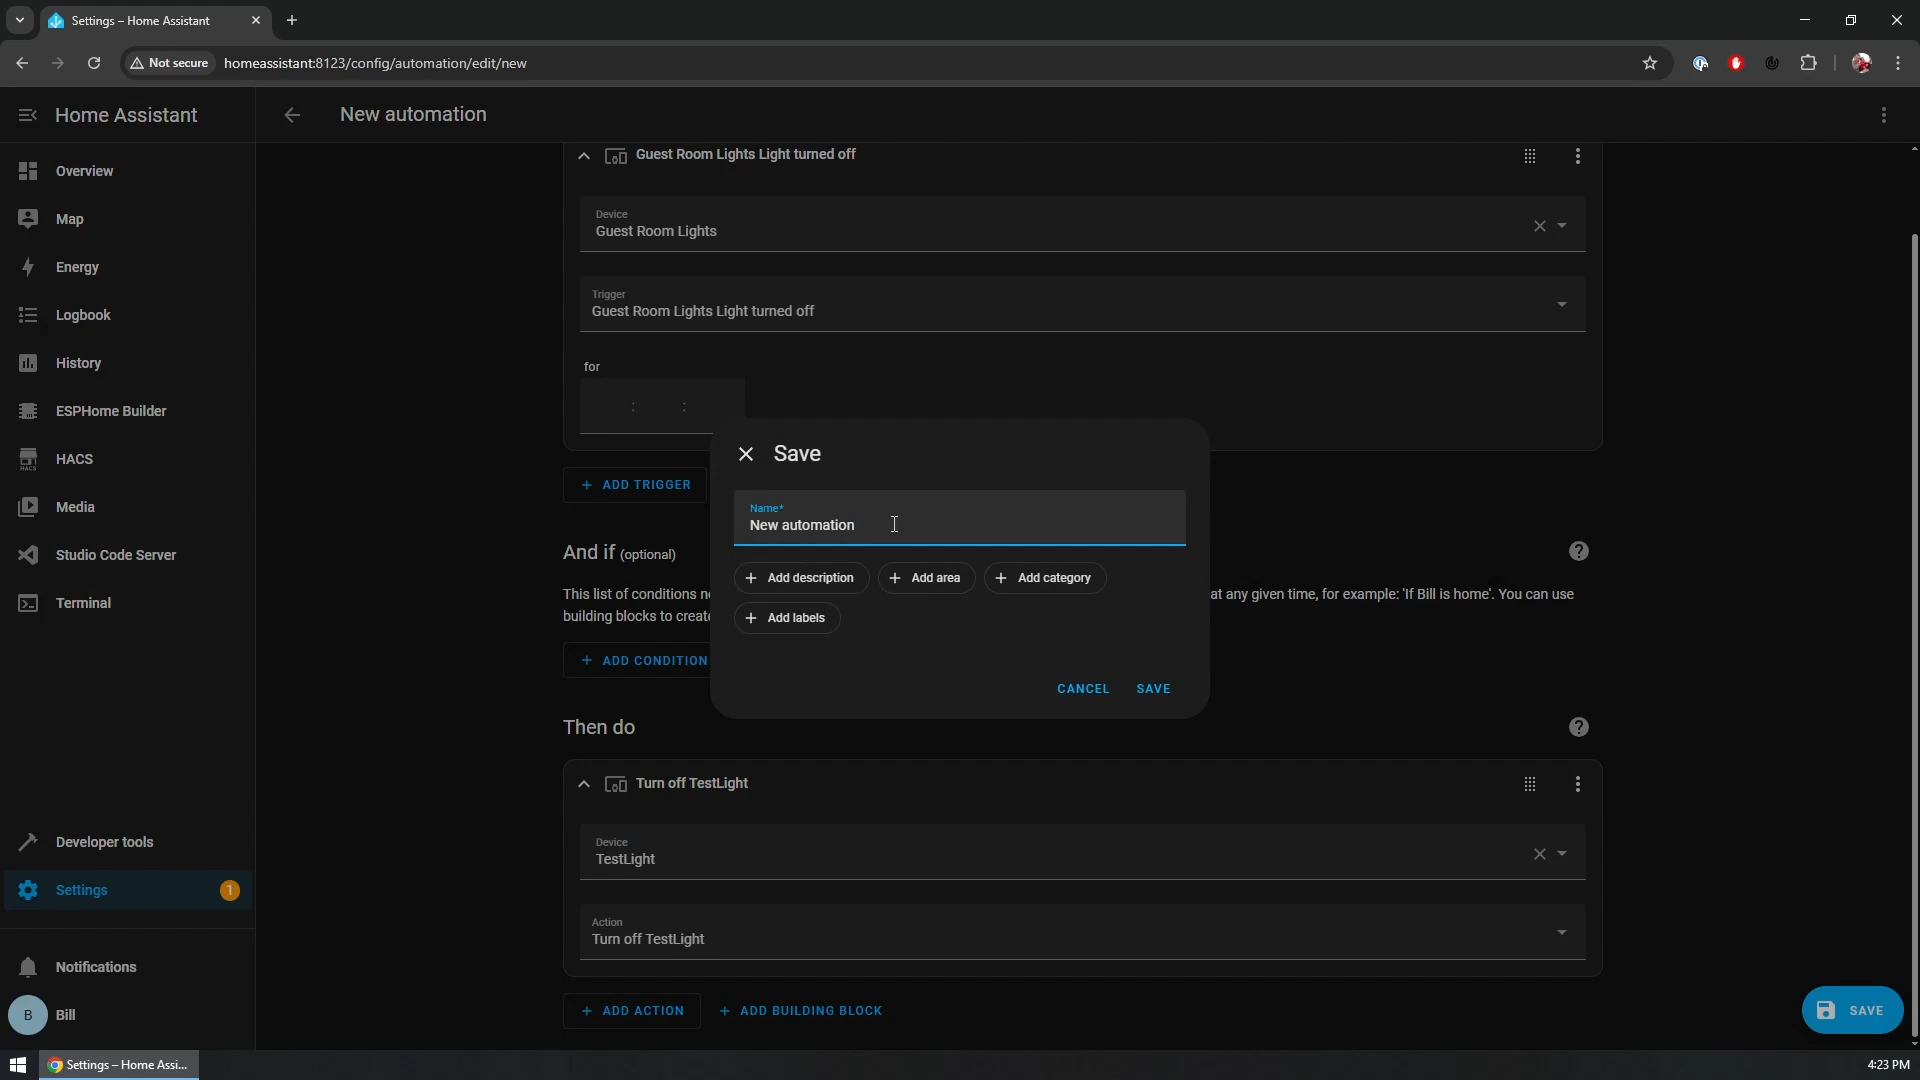 Settings – Home Assistant
Not secure
homeassistant:8123/config/automation/edit/new
Home Assistant
New automation
Overview
Map
Energy
Logbook
History
ESPHome Builder
HACS
HACS
Media
Studio Code Server
Terminal
Developer tools
Settings
1
Notifications
B
Bill
Guest Room Lights Light turned off
Device
Guest Room Lights
Trigger
Guest Room Lights Light turned off
for
: :
+ ADD TRIGGER
And if (optional)
This list of conditions n
at any given time, for example: 'If Bill is home'. You can use
building blocks to creat
+ ADD CONDITION
Save
Name*
New automation
+ Add description
+ Add area
+ Add category
+ Add labels
CANCEL
SAVE
Then do
Turn off TestLight
Device
TestLight
Action
Turn off TestLight
+ ADD ACTION
+ ADD BUILDING BLOCK
SAVE
Settings – Home Assi...
4:23 PM